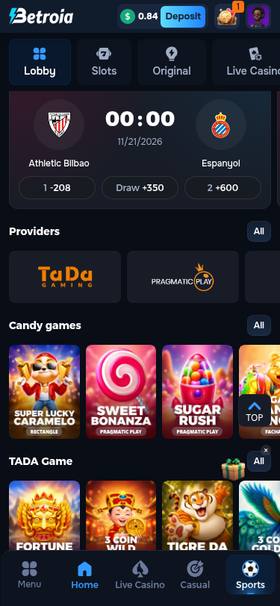 Betroia
$ 0.84 Deposit
1
Lobby
Slots
Original
Live Casino
00:00
11/21/2026
Athletic Bilbao
Espanyol
1 -208
Draw +350
2 +600
Providers
All
TaDa
GAMING
PRAGMATIC PLAY
Candy games
All
SUPER LUCKY
CARAMELO
RECTANGLE
SWEET
BONANZA
PRAGMATIC PLAY
SUGAR
RUSH
PRAGMATIC PLAY
TOP
TADA Game
All
FORTUNE
3 COIN
WILD
TIGRE DA
Menu
Home
Live Casino
Casual
Sports